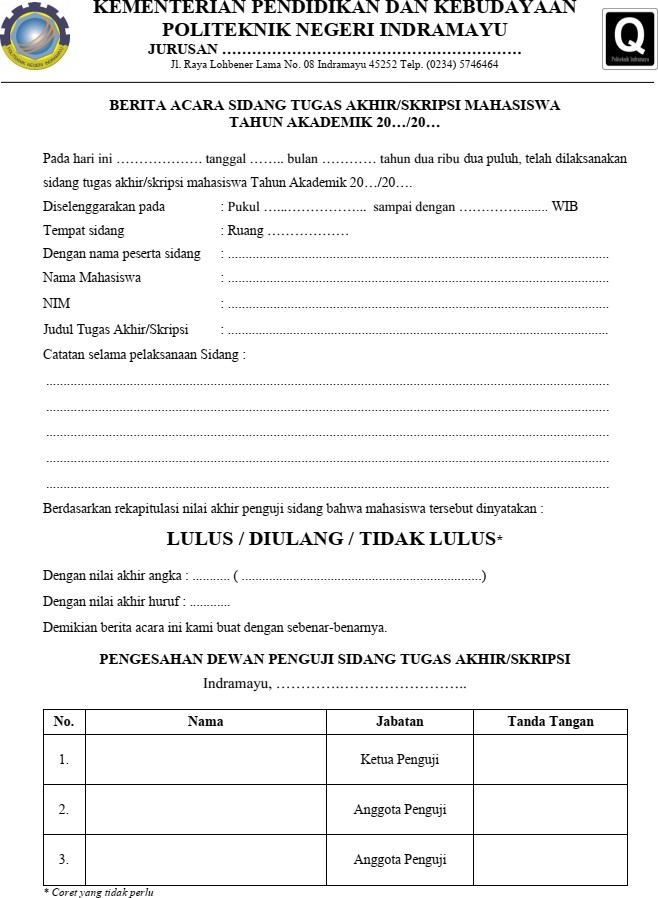 KEMENTERIAN PENDIDIKAN DAN KEBUDAYAAN
POLITEKNIK NEGERI INDRAMAYU
JURUSAN ……………………………………………………
Jl. Raya Lohbener Lama No. 08 Indramayu 45252 Telp. (0234) 5746464
POLITEKNIK NEGERI INDRAMAYU
Q
Politeknik Indramayu
BERITA ACARA SIDANG TUGAS AKHIR/SKRIPSI MAHASISWA
TAHUN AKADEMIK 20…/20…
Pada hari ini ………………. tanggal …….. bulan ………… tahun dua ribu dua puluh, telah dilaksanakan
sidang tugas akhir/skripsi mahasiswa Tahun Akademik 20…/20….
Diselenggarakan pada : Pukul …...……………... sampai dengan …………......... WIB
Tempat sidang : Ruang ………………
Dengan nama peserta sidang : ................................................................................
Nama Mahasiswa : ................................................................................
NIM : ................................................................................
Judul Tugas Akhir/Skripsi : ................................................................................
Catatan selama pelaksanaan Sidang :
................................................................................
................................................................................
................................................................................
................................................................................
................................................................................
Berdasarkan rekapitulasi nilai akhir penguji sidang bahwa mahasiswa tersebut dinyatakan :
LULUS / DIULANG / TIDAK LULUS*
Dengan nilai akhir angka : ........... ( ......................................................................)
Dengan nilai akhir huruf : ............
Demikian berita acara ini kami buat dengan sebenar-benarnya.
PENGESAHAN DEWAN PENGUJI SIDANG TUGAS AKHIR/SKRIPSI
Indramayu, ………….……………………..
No. Nama Jabatan Tanda Tangan
1. Ketua Penguji
2. Anggota Penguji
3. Anggota Penguji
* Coret yang tidak perlu